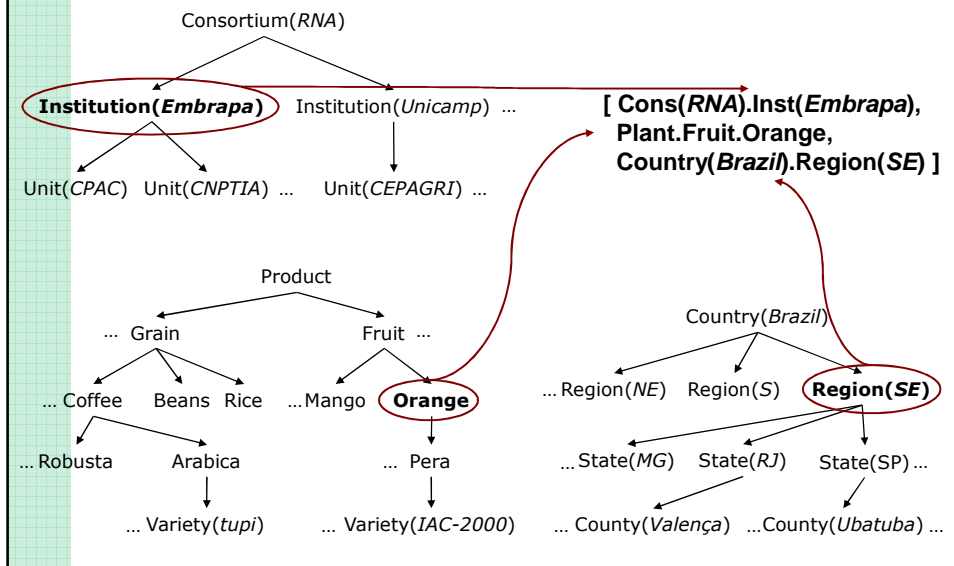 Consortium(RNA)
Institution(Embrapa) Institution(Unicamp) ...
Unit(CPAC) Unit(CNPTIA) ... Unit(CEPAGRI) ...
[ Cons(RNA).Inst(Embrapa),
Plant.Fruit.Orange,
Country(Brazil).Region(SE) ]
Product
... Grain Fruit ...
... Coffee Beans Rice ...Mango Orange
... Robusta Arabica ... Pera
... Variety(tupi) ... Variety(IAC-2000)
Country(Brazil)
... Region(NE) Region(S) Region(SE)
... State(MG) State(RJ) State(SP) ...
... County(Valença) ...County(Ubatuba) ...